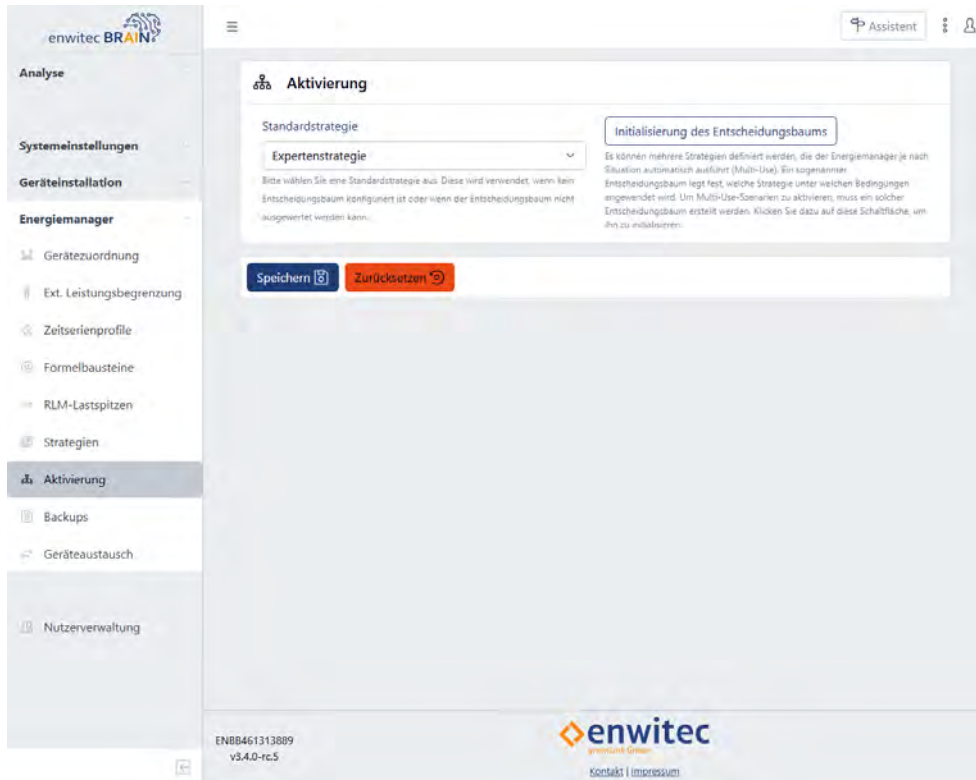 enwitec BRAIN
Assistent
Analyse
Systemeinstellungen
Geräteinstallation
Energiemanager
Gerätezuordnung
Ext. Leistungsbegrenzung
Zeitserienprofile
Formelbausteine
RLM-Lastspitzen
Strategien
Aktivierung
Backups
Geräteaustausch
Nutzerverwaltung
Aktivierung
Standardstrategie
Expertenstrategie
Bitte wählen Sie eine Standardstrategie aus. Diese wird verwendet, wenn kein
Entscheidungsbaum konfiguriert ist oder wenn der Entscheidungsbaum nicht
ausgewertet werden kann.
Initialisierung des Entscheidungsbaums
Es können mehrere Strategien definiert werden, die der Energiemanager je nach
Situation automatisch ausführt (Multi-Use). Ein sogenannter
Entscheidungsbaum legt fest, welche Strategie unter welchen Bedingungen
angewendet wird. Um Multi-Use-Szenarien zu aktivieren, muss ein solcher
Entscheidungsbaum erstellt werden. Klicken Sie dazu auf diese Schaltfläche, um
ihn zu initialisieren.
Speichern
Zurücksetzen
ENBB461313889
v3.4.0-rc.5
enwitec
Kontakt | Impressum